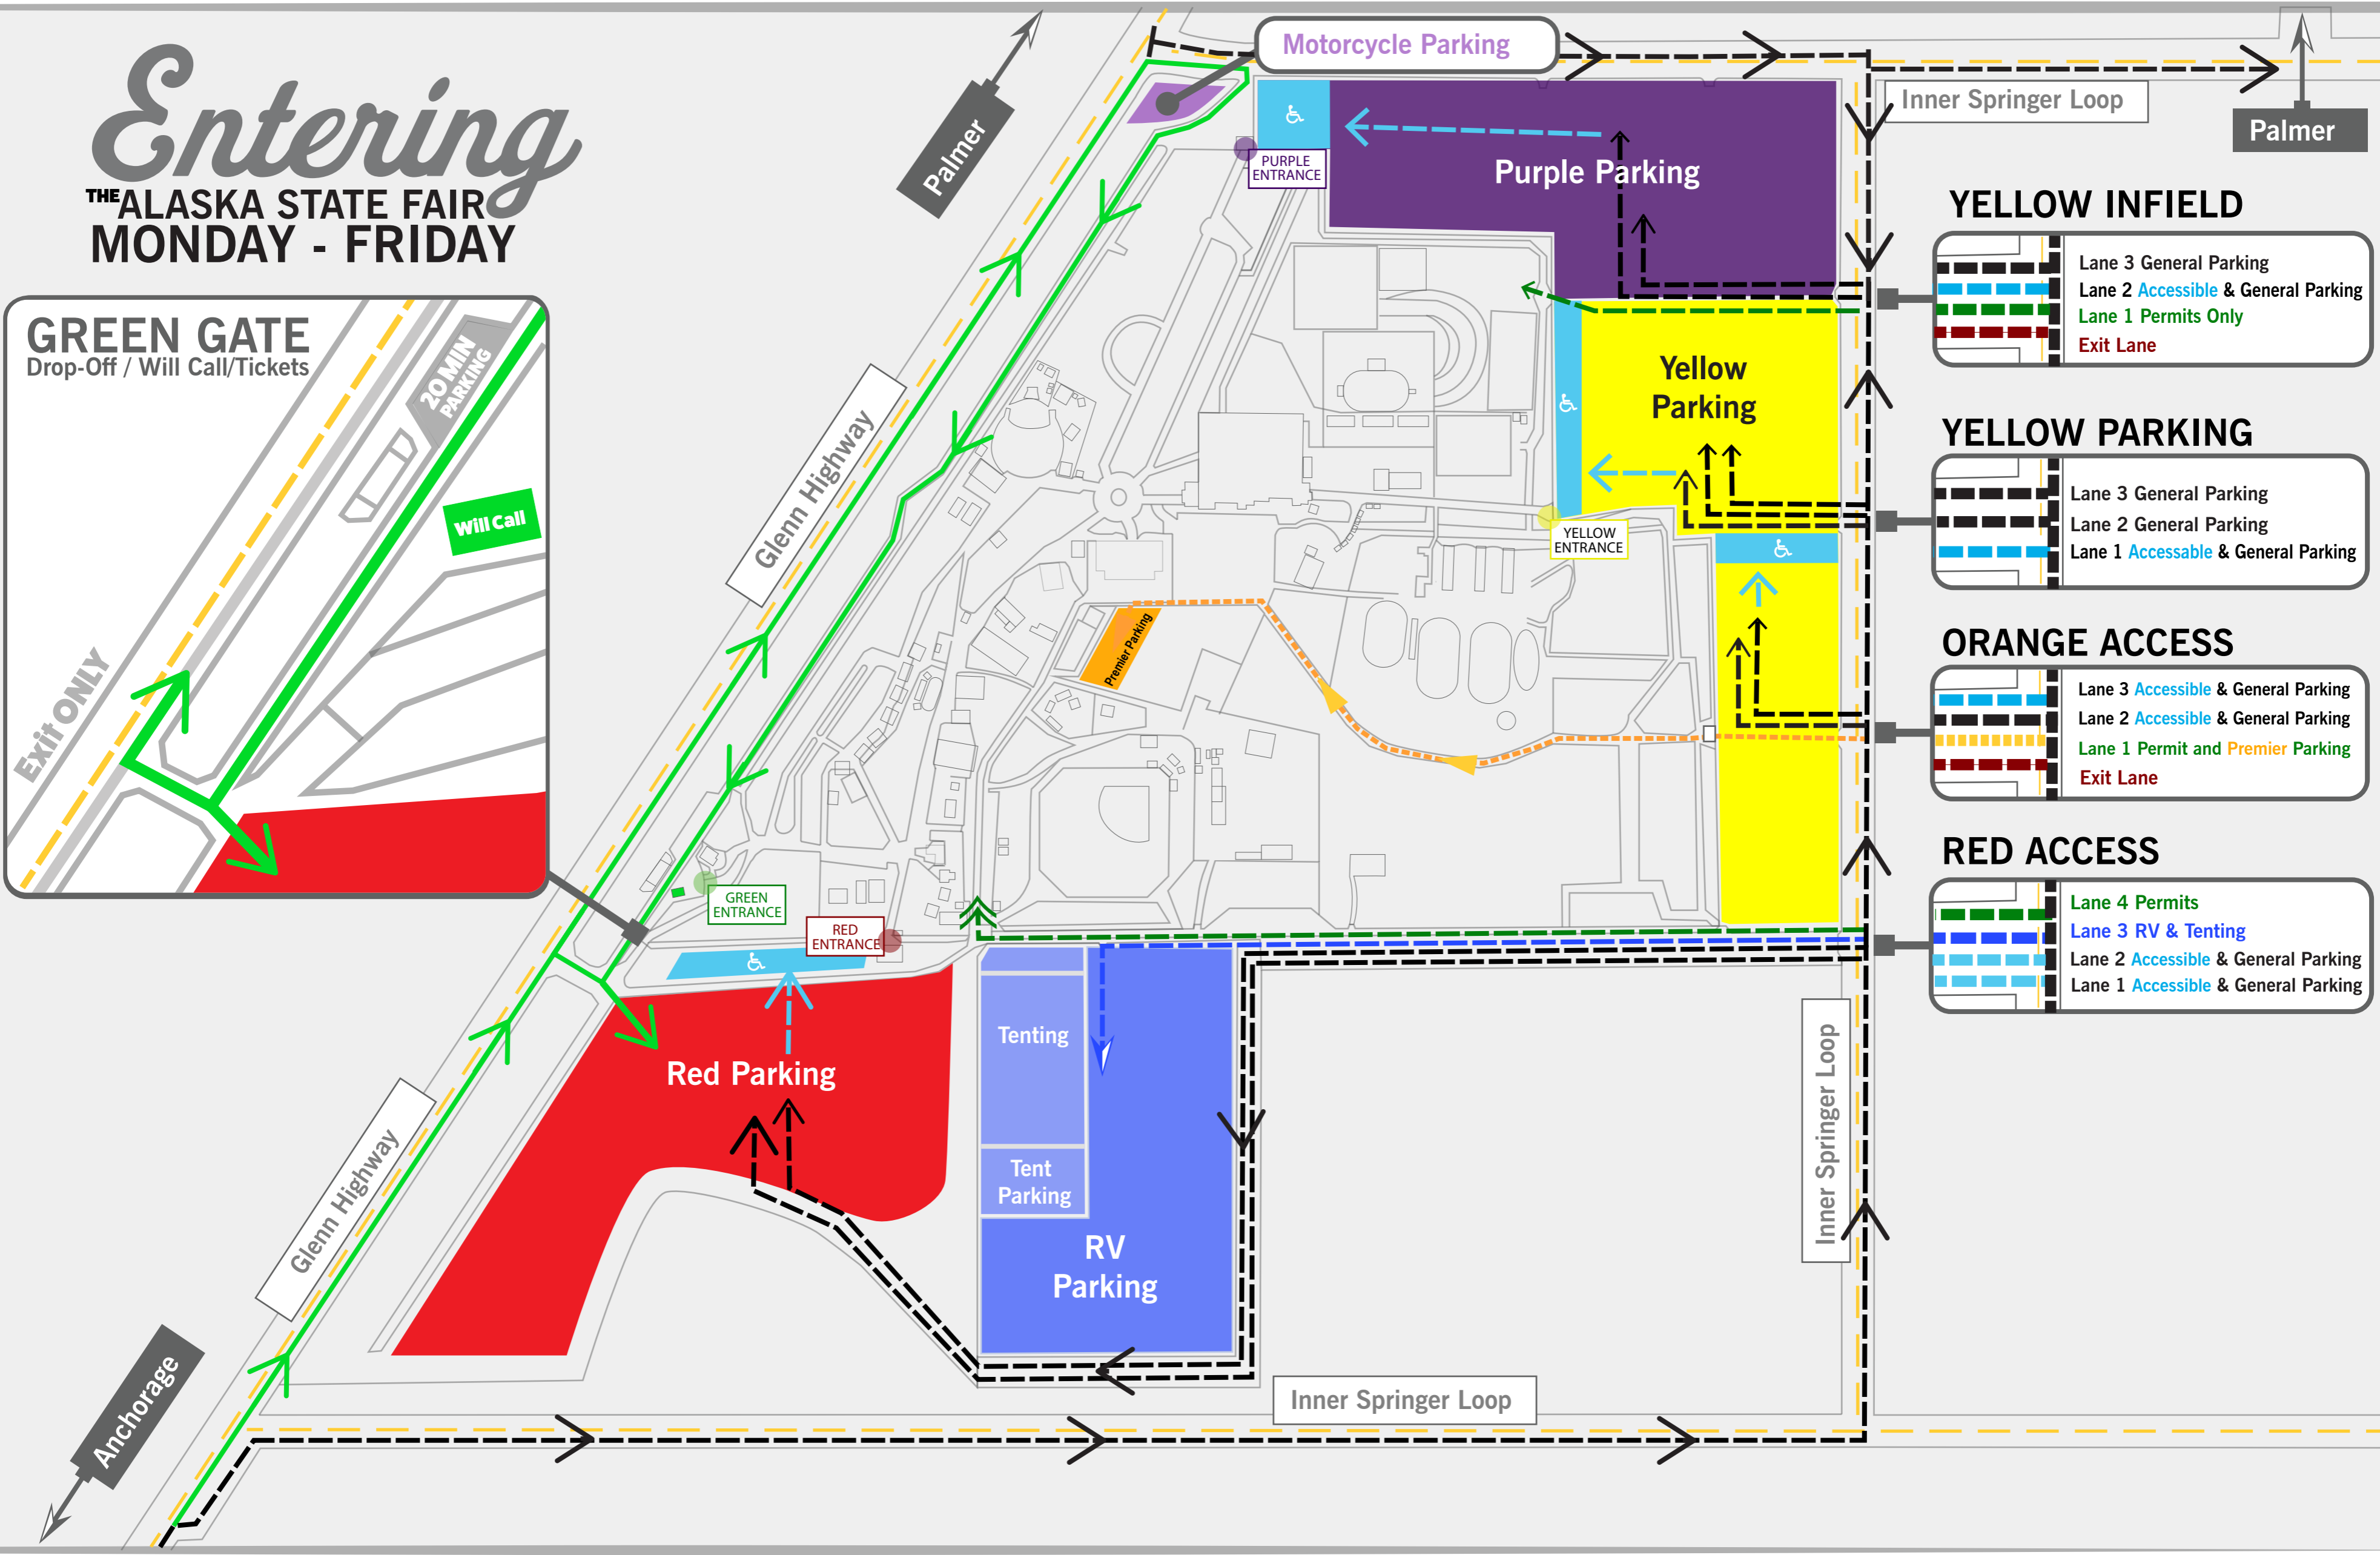 Entering
THE ALASKA STATE FAIR
MONDAY - FRIDAY
GREEN GATE
Drop-Off / Will Call/Tickets
20 MIN
PARKING
Will Call
Exit ONLY
Palmer
Glenn Highway
Glenn Highway
Anchorage
Motorcycle Parking
PURPLE
ENTRANCE
Purple Parking
Yellow
Parking
YELLOW
ENTRANCE
Premier Parking
GREEN
ENTRANCE
RED
ENTRANCE
Red Parking
Tenting
Tent
Parking
RV
Parking
Inner Springer Loop
Inner Springer Loop
Inner Springer Loop
Palmer
YELLOW INFIELD
Lane 3 General Parking
Lane 2 Accessible & General Parking
Lane 1 Permits Only
Exit Lane
YELLOW PARKING
Lane 3 General Parking
Lane 2 General Parking
Lane 1 Accessable & General Parking
ORANGE ACCESS
Lane 3 Accessible & General Parking
Lane 2 Accessible & General Parking
Lane 1 Permit and Premier Parking
Exit Lane
RED ACCESS
Lane 4 Permits
Lane 3 RV & Tenting
Lane 2 Accessible & General Parking
Lane 1 Accessible & General Parking